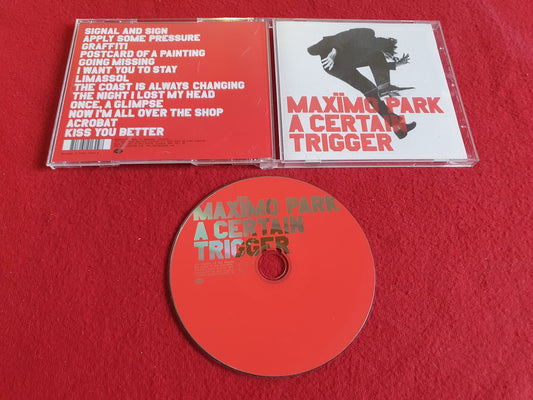 SIGNAL AND SIGN
APPLY SOME PRESSURE
GRAFFITI
POSTCARD OF A PAINTING
GOING MISSING
I WANT YOU TO STAY
LIMASSOL
THE COAST IS ALWAYS CHANGING
THE NIGHT I LOST MY HEAD
ONCE, A GLIMPSE
NOW I'M ALL OVER THE SHOP
ACROBAT
KISS YOU BETTER
MAXÏMO PARK
A CERTAIN
TRIGGER
MAXÏMO PARK
A CERTAIN
TRIGGER